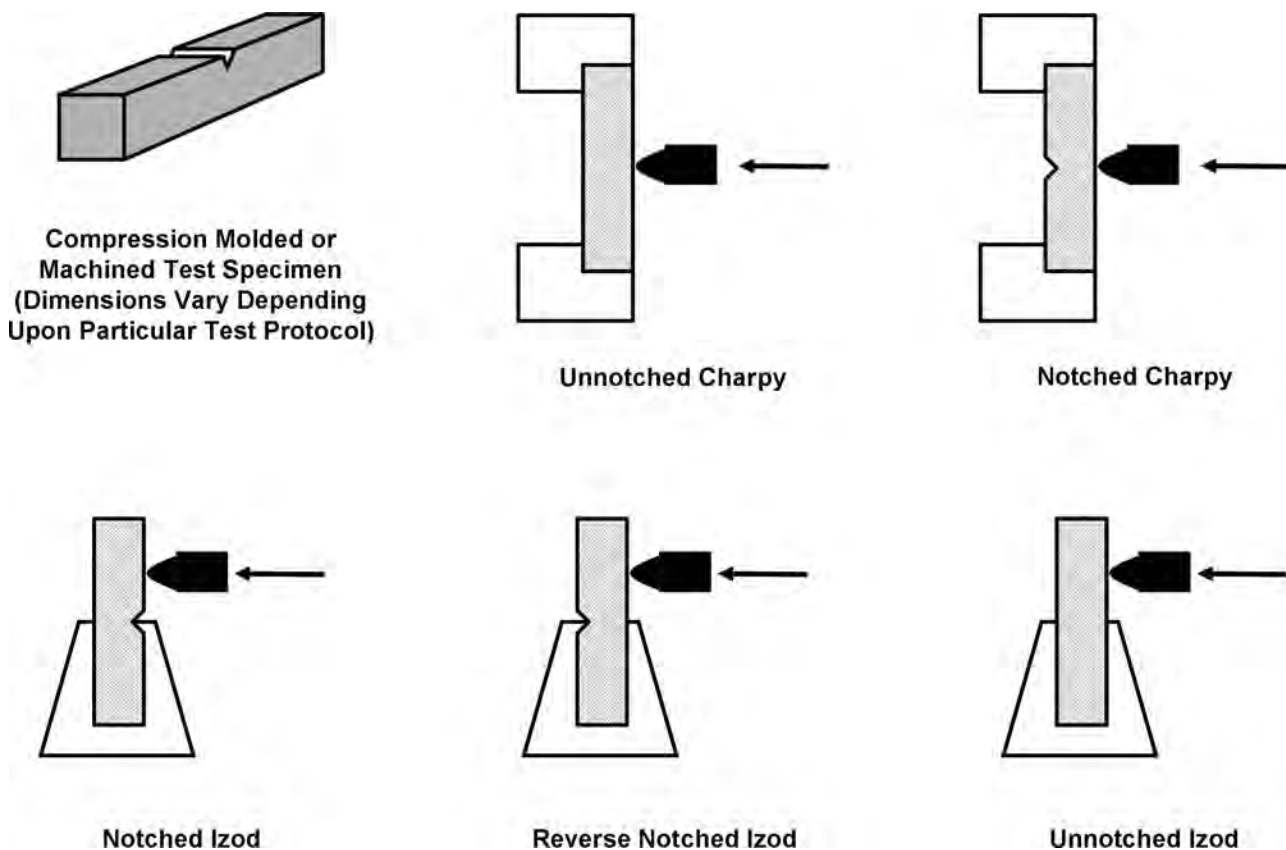 Compression Molded or
Machined Test Specimen
(Dimensions Vary Depending
Upon Particular Test Protocol)
Unnotched Charpy
Notched Charpy
Notched Izod
Reverse Notched Izod
Unnotched Izod